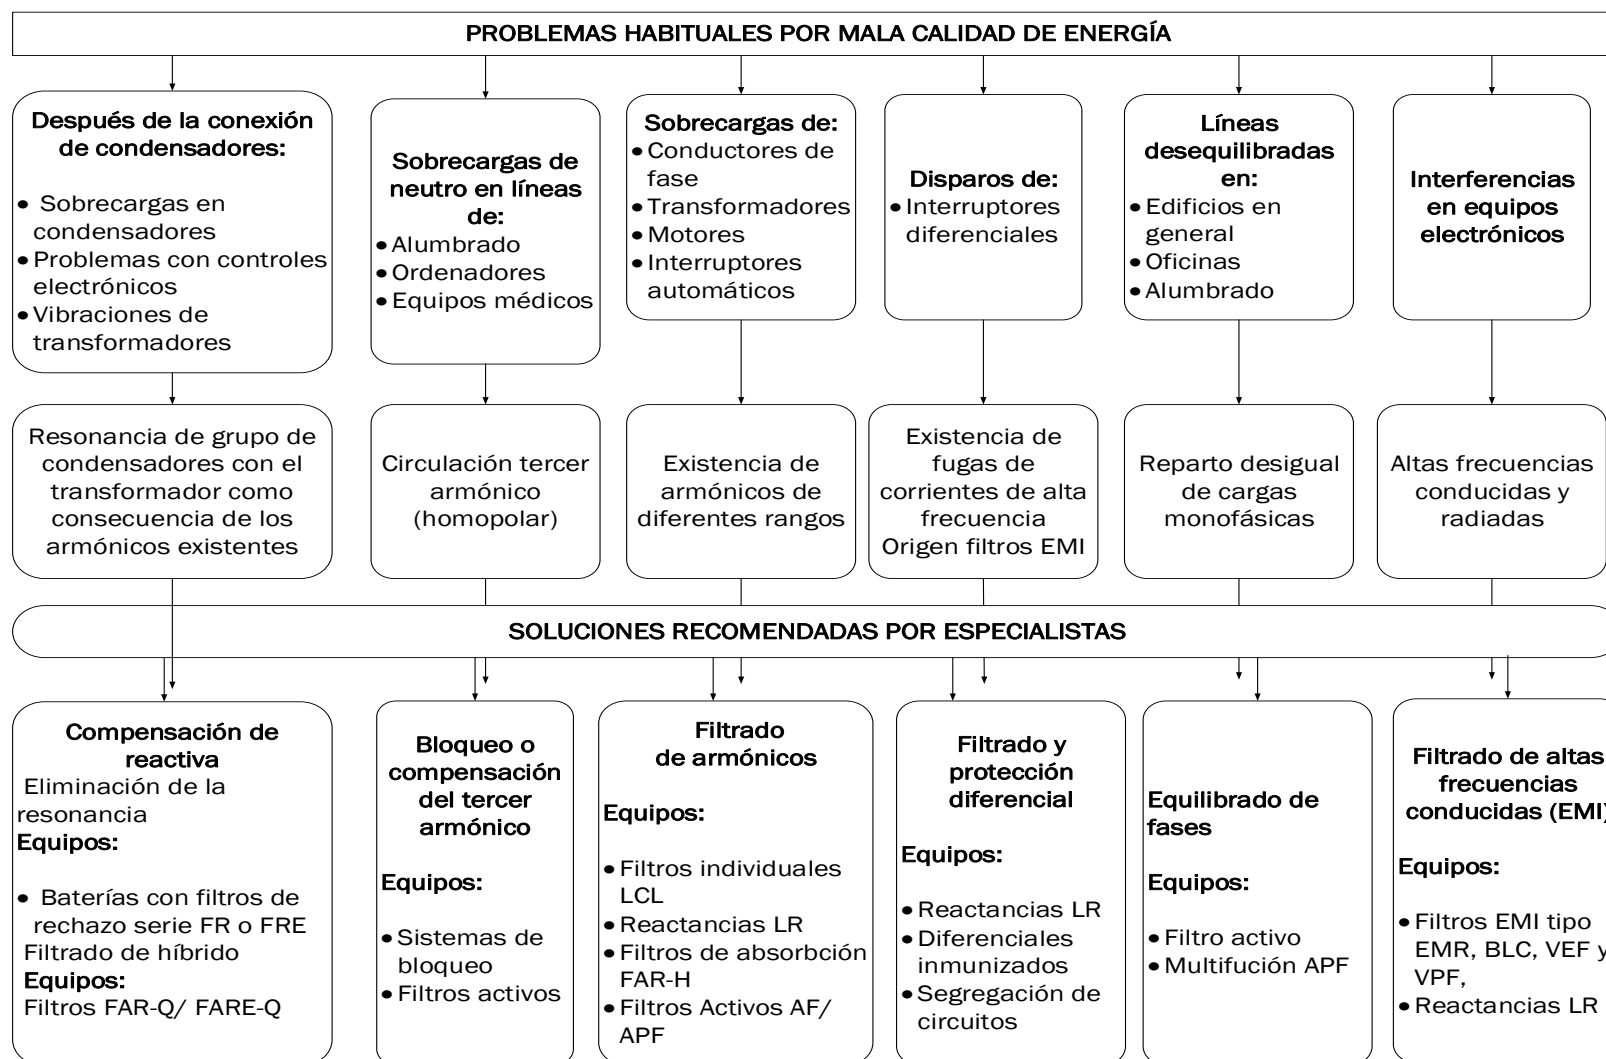 PROBLEMAS HABITUALES POR MALA CALIDAD DE ENERGÍA
Después de la conexión
de condensadores:
• Sobrecargas en
condensadores
• Problemas con controles
electrónicos
• Vibraciones de
transformadores
Sobrecargas de
neutro en líneas
de:
• Alumbrado
• Ordenadores
• Equipos médicos
Sobrecargas de:
• Conductores de
fase
• Transformadores
• Motores
• Interruptores
automáticos
Disparos de:
• Interruptores
diferenciales
Líneas
desequilibradas
en:
• Edificios en
general
• Oficinas
• Alumbrado
Interferencias
en equipos
electrónicos
Resonancia de grupo de
condensadores con el
transformador como
consecuencia de los
armónicos existentes
Circulación tercer
armónico
(homopolar)
Existencia de
armónicos de
diferentes rangos
Existencia de
fugas de
corrientes de alta
frecuencia
Origen filtros EMI
Reparto desigual
de cargas
monofásicas
Altas frecuencias
conducidas y
radiadas
SOLUCIONES RECOMENDADAS POR ESPECIALISTAS
Compensación de
reactiva
Eliminación de la
resonancia
Equipos:
• Baterías con filtros de
rechazo serie FR o FRE
Filtrado de híbrido
Equipos:
Filtros FAR-Q/ FARE-Q
Bloqueo o
compensación
del tercer
armónico
Equipos:
• Sistemas de
bloqueo
• Filtros activos
Filtrado
de armónicos
Equipos:
• Filtros individuales
LCL
• Reactancias LR
• Filtros de absorbción
FAR-H
• Filtros Activos AF/
APF
Filtrado y
protección
diferencial
Equipos:
• Reactancias LR
• Diferenciales
inmunizados
• Segregación de
circuitos
Equilibrado de
fases
Equipos:
• Filtro activo
• Multifución APF
Filtrado de altas
frecuencias
conducidas (EMI)
Equipos:
• Filtros EMI tipo
EMR, BLC, VEF y
VPF,
• Reactancias LR